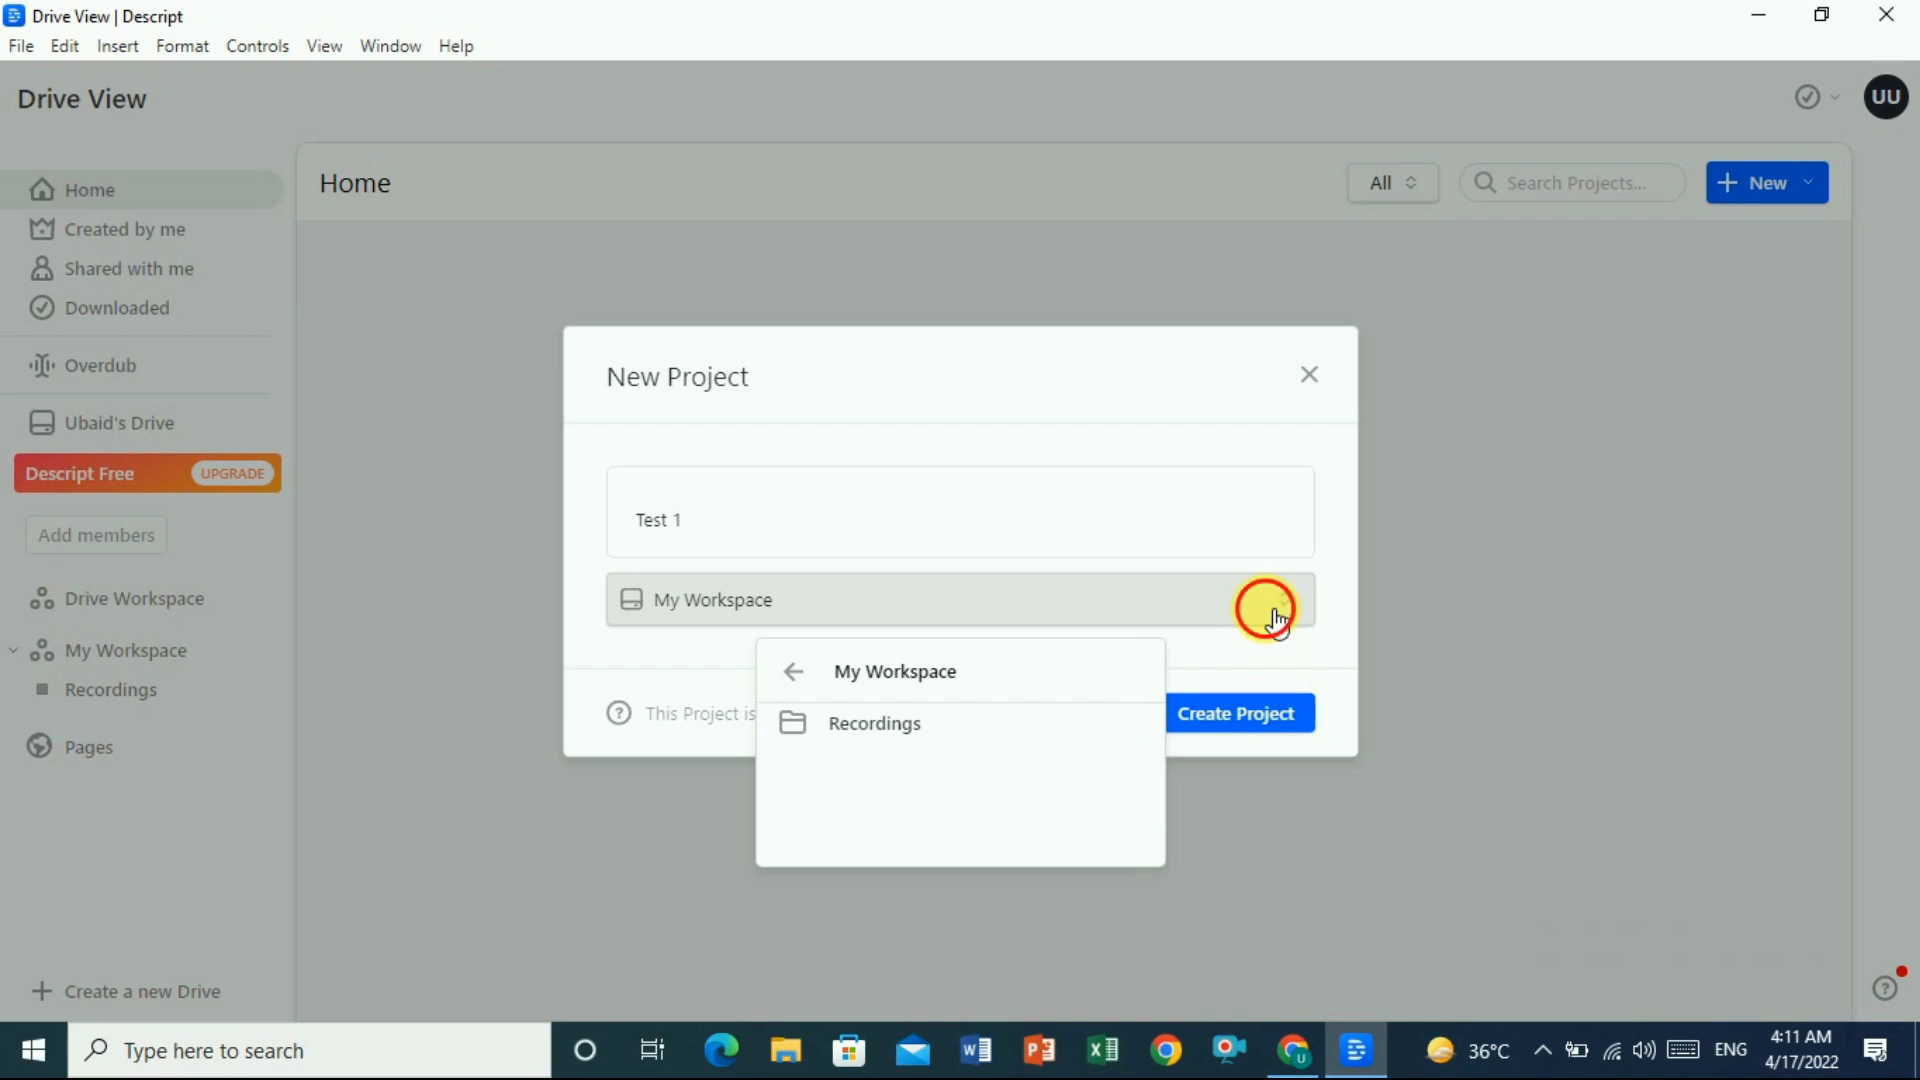 Drive View | Descript
File Edit Insert Format Controls View Window Help
Drive View
UU
Home
Created by me
Shared with me
Downloaded
Overdub
Ubaid's Drive
Descript Free UPGRADE
Add members
Drive Workspace
My Workspace
Recordings
Pages
Create a new Drive
Home
All
Search Projects...
New
New Project
Test 1
My Workspace
My Workspace
Recordings
This Project is
Create Project
Type here to search
36°C
ENG
4:11 AM
4/17/2022